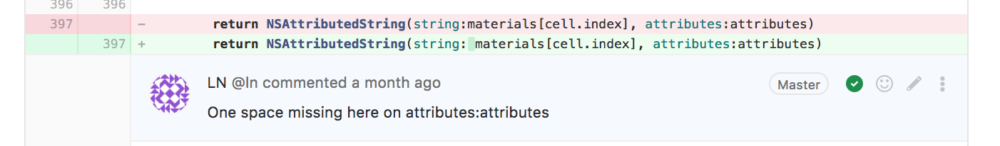 396 396
397 - return NSAttributedString(string:materials[cell.index], attributes:attributes)
397 + return NSAttributedString(string: materials[cell.index], attributes:attributes)
LN @ln commented a month ago Master
One space missing here on attributes:attributes